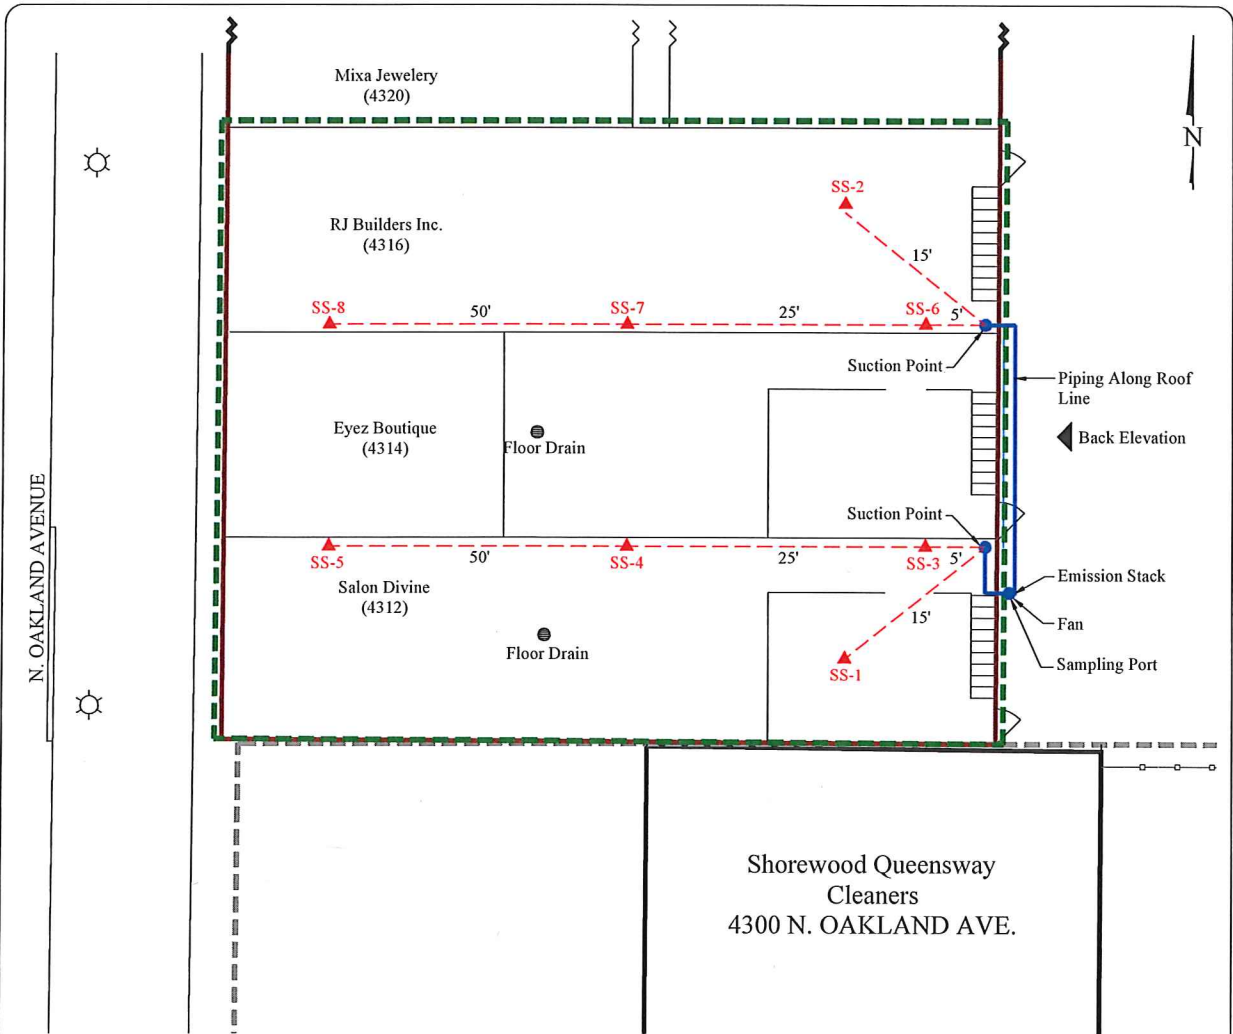 Mixa Jewelery
(4320)
N
SS-2
RJ Builders Inc.
(4316)
15'
SS-8
50'
SS-7
25'
SS-6
5'
Suction Point
Piping Along Roof
Line
Eyez Boutique
(4314)
Floor Drain
Back Elevation
N. OAKLAND AVENUE
Suction Point
SS-5
50'
SS-4
25'
SS-3
5'
Salon Divine
(4312)
Emission Stack
15'
Fan
Floor Drain
SS-1
Sampling Port
Shorewood Queensway
Cleaners
4300 N. OAKLAND AVE.